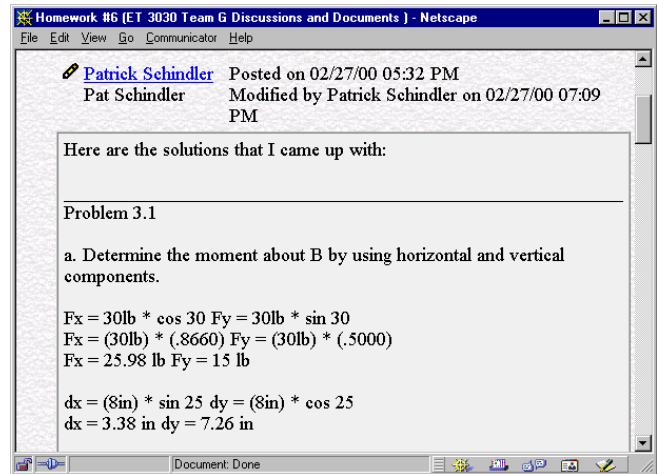 Homework #6 (ET 3030 Team G Discussions and Documents ) - Netscape
File Edit View Go Communicator Help
Patrick Schindler Posted on 02/27/00 05:32 PM
Pat Schindler Modified by Patrick Schindler on 02/27/00 07:09
PM
Here are the solutions that I came up with:
Problem 3.1
a. Determine the moment about B by using horizontal and vertical
components.
Fx = 30lb * cos 30 Fy = 30lb * sin 30
Fx = (30lb) * (.8660) Fy = (30lb) * (.5000)
Fx = 25.98 lb Fy = 15 lb
dx = (8in) * sin 25 dy = (8in) * cos 25
dx = 3.38 in dy = 7.26 in
Document: Done